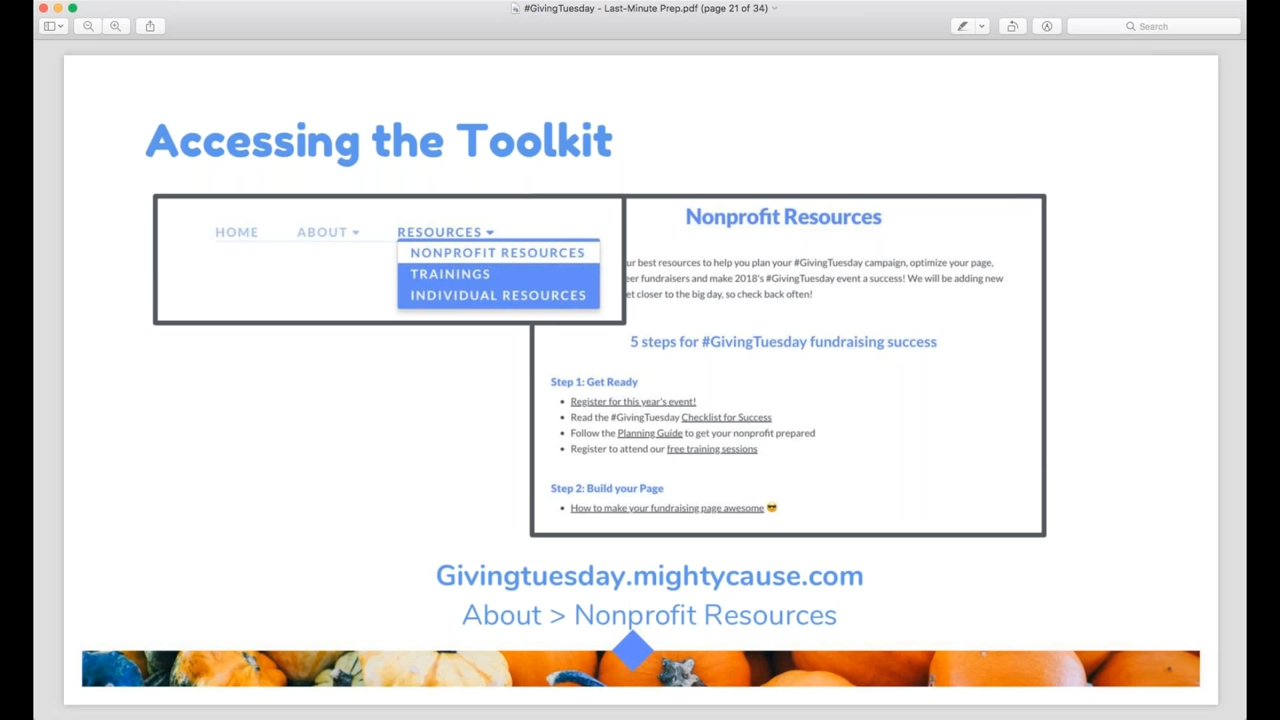 #GivingTuesday - Last-Minute Prep.pdf (page 21 of 34)
Search
Accessing the Toolkit
HOME ABOUT RESOURCES
NONPROFIT RESOURCES
TRAININGS
INDIVIDUAL RESOURCES
Nonprofit Resources
best resources to help you plan your #GivingTuesday campaign, optimize your page,
fundraisers and make 2018's #GivingTuesday event a success! We will be adding new
closer to the big day, so check back often!
5 steps for #GivingTuesday fundraising success
Step 1: Get Ready
• Register for this year's event!
• Read the #GivingTuesday Checklist for Success
• Follow the Planning Guide to get your nonprofit prepared
• Register to attend our free training sessions
Step 2: Build your Page
• How to make your fundraising page awesome 😎
Givingtuesday.mightycause.com
About > Nonprofit Resources